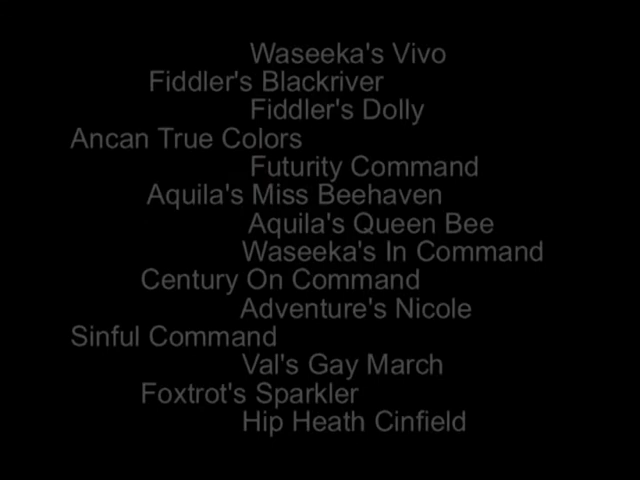 Waseeka's Vivo
Fiddler's Blackriver
Fiddler's Dolly
Ancan True Colors
Futurity Command
Aquila's Miss Beehaven
Aquila's Queen Bee
Waseeka's In Command
Century On Command
Adventure's Nicole
Sinful Command
Val's Gay March
Foxtrot's Sparkler
Hip Heath Cinfield